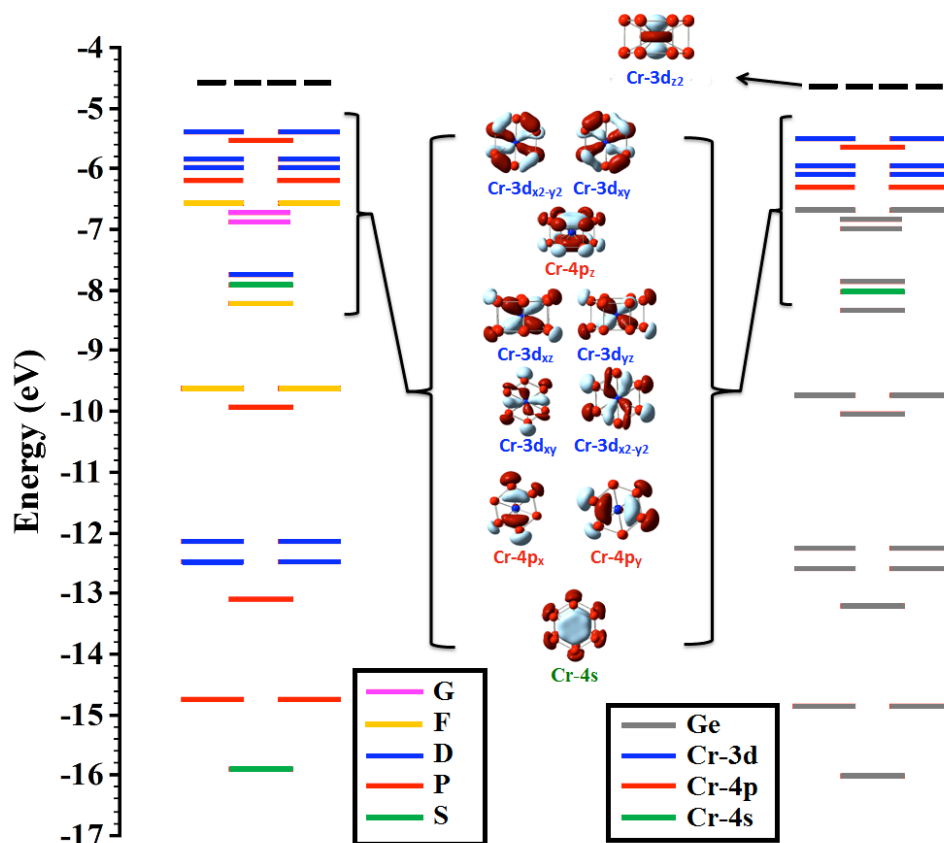 Energy (eV)
-4
-5
-6
-7
-8
-9
-10
-11
-12
-13
-14
-15
-16
-17
Cr-3dz2
Cr-3dx2-y2
Cr-3dxy
Cr-4pz
Cr-3dxz
Cr-3dyz
Cr-3dxy
Cr-3dx2-y2
Cr-4px
Cr-4py
Cr-4s
G
F
D
P
S
Ge
Cr-3d
Cr-4p
Cr-4s